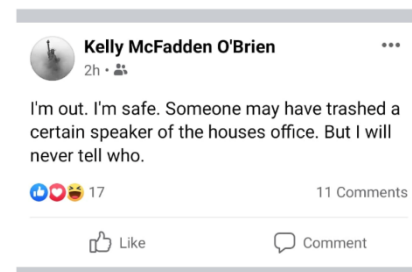 Kelly McFadden O'Brien
2h
I'm out. I'm safe. Someone may have trashed a
certain speaker of the houses office. But I will
never tell who.
17
11 Comments
Like
Comment